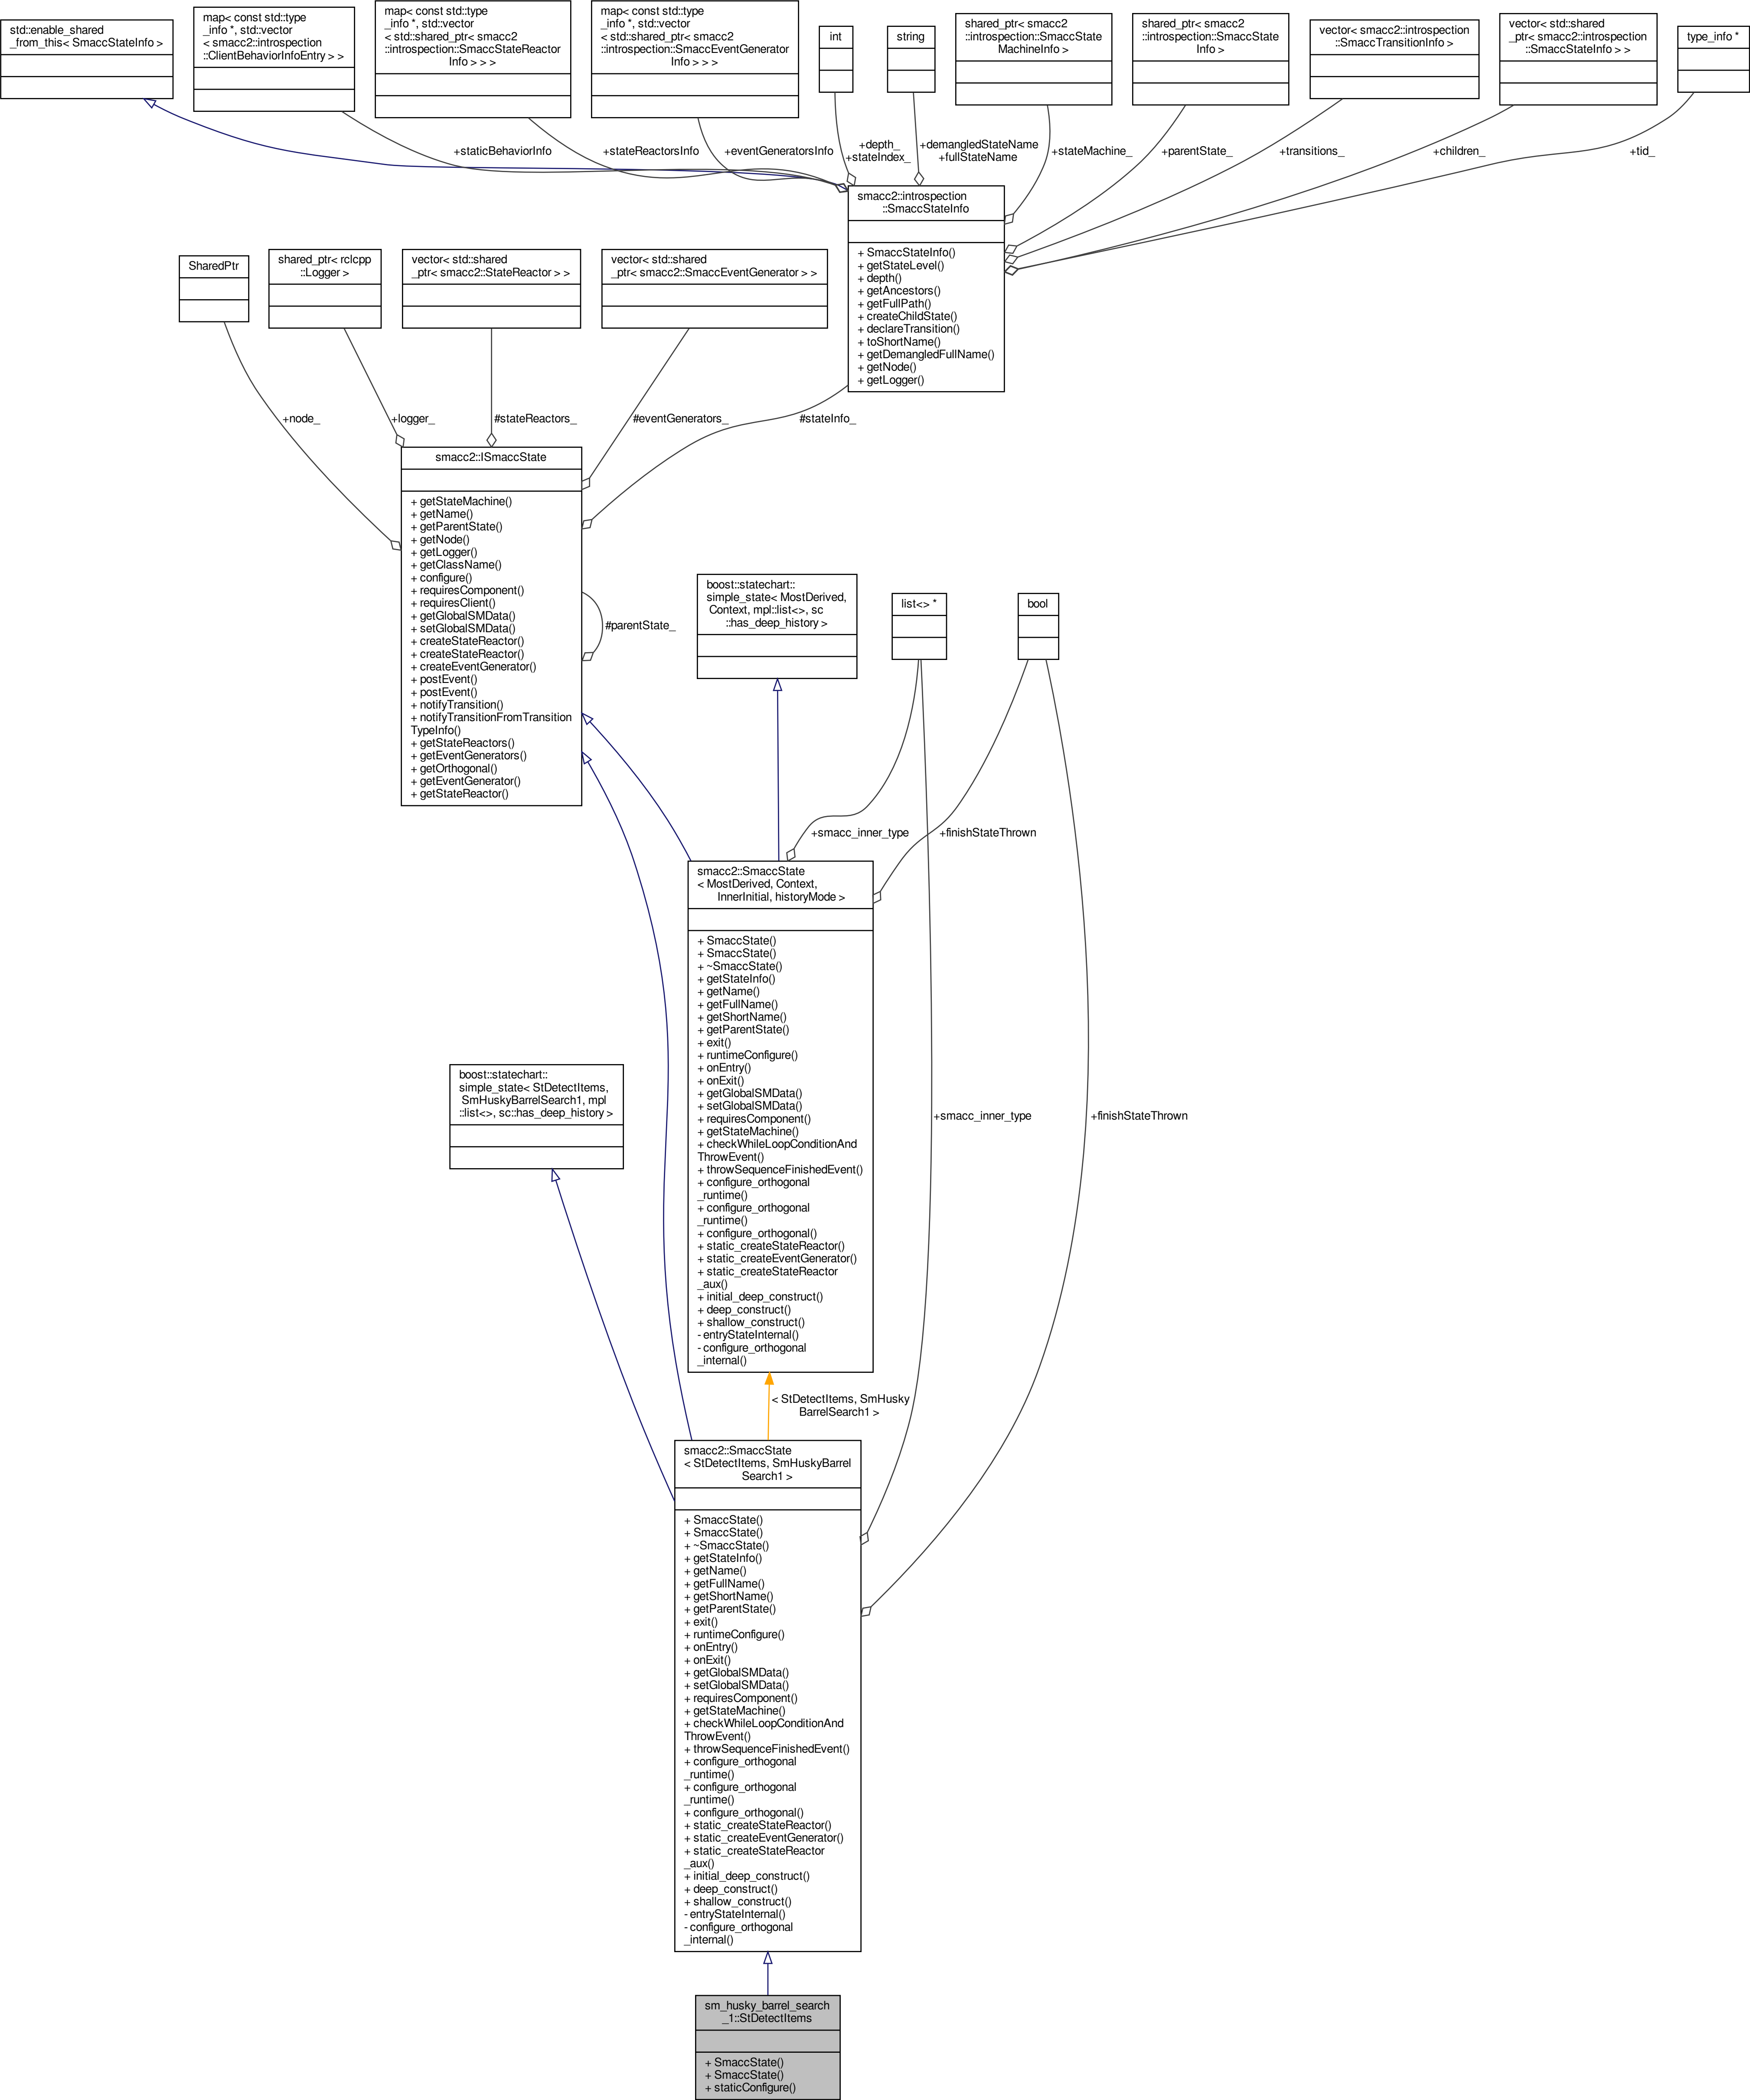 std::enable_shared
_from_this< SmaccStateInfo >
map< const std::type
_info *, std::vector
< smacc2::introspection
::ClientBehaviorInfoEntry > >
map< const std::type
_info *, std::vector
< std::shared_ptr< smacc2
::introspection::SmaccStateReactor
Info > > >
map< const std::type
_info *, std::vector
< std::shared_ptr< smacc2
::introspection::SmaccEventGenerator
Info > > >
int
string
shared_ptr< smacc2
::introspection::SmaccState
MachineInfo >
shared_ptr< smacc2
::introspection::SmaccState
Info >
vector< smacc2::introspection
::SmaccTransitionInfo >
vector< std::shared
_ptr< smacc2::introspection
::SmaccStateInfo > >
type_info *
+staticBehaviorInfo
+stateReactorsInfo
+eventGeneratorsInfo
+depth_
+stateIndex_
+demangledStateName
+fullStateName
+stateMachine_
+parentState_
+transitions_
+children_
+tid_
smacc2::introspection
::SmaccStateInfo
+ SmaccStateInfo()
+ getStateLevel()
+ depth()
+ getAncestors()
+ getFullPath()
+ createChildState()
+ declareTransition()
+ toShortName()
+ getDemangledFullName()
+ getNode()
+ getLogger()
SharedPtr
shared_ptr< rclcpp
::Logger >
vector< std::shared
_ptr< smacc2::StateReactor > >
vector< std::shared
_ptr< smacc2::SmaccEventGenerator > >
+node_
+logger_
#stateReactors_
#eventGenerators_
#stateInfo_
smacc2::ISmaccState
+ getStateMachine()
+ getName()
+ getParentState()
+ getNode()
+ getLogger()
+ getClassName()
+ configure()
+ requiresComponent()
+ requiresClient()
+ getGlobalSMData()
+ setGlobalSMData()
+ createStateReactor()
+ createStateReactor()
+ createEventGenerator()
+ postEvent()
+ postEvent()
+ notifyTransition()
+ notifyTransitionFromTransition
TypeInfo()
+ getStateReactors()
+ getEventGenerators()
+ getOrthogonal()
+ getEventGenerator()
+ getStateReactor()
#parentState_
boost::statechart::
simple_state< MostDerived,
Context, mpl::list<>, sc
::has_deep_history >
list<> *
bool
+smacc_inner_type
+finishStateThrown
smacc2::SmaccState
< MostDerived, Context,
InnerInitial, historyMode >
+ SmaccState()
+ SmaccState()
+ ~SmaccState()
+ getStateInfo()
+ getName()
+ getFullName()
+ getShortName()
+ getParentState()
+ exit()
+ runtimeConfigure()
+ onEntry()
+ onExit()
+ getGlobalSMData()
+ setGlobalSMData()
+ requiresComponent()
+ getStateMachine()
+ checkWhileLoopConditionAnd
ThrowEvent()
+ throwSequenceFinishedEvent()
+ configure_orthogonal
_runtime()
+ configure_orthogonal
_runtime()
+ configure_orthogonal()
+ static_createStateReactor()
+ static_createEventGenerator()
+ static_createStateReactor
_aux()
+ initial_deep_construct()
+ deep_construct()
+ shallow_construct()
- entryStateInternal()
- configure_orthogonal
_internal()
boost::statechart::
simple_state< StDetectItems,
SmHuskyBarrelSearch1, mpl
::list<>, sc::has_deep_history >
+smacc_inner_type
+finishStateThrown
< StDetectItems, SmHusky
BarrelSearch1 >
smacc2::SmaccState
< StDetectItems, SmHuskyBarrel
Search1 >
+ SmaccState()
+ SmaccState()
+ ~SmaccState()
+ getStateInfo()
+ getName()
+ getFullName()
+ getShortName()
+ getParentState()
+ exit()
+ runtimeConfigure()
+ onEntry()
+ onExit()
+ getGlobalSMData()
+ setGlobalSMData()
+ requiresComponent()
+ getStateMachine()
+ checkWhileLoopConditionAnd
ThrowEvent()
+ throwSequenceFinishedEvent()
+ configure_orthogonal
_runtime()
+ configure_orthogonal
_runtime()
+ configure_orthogonal()
+ static_createStateReactor()
+ static_createEventGenerator()
+ static_createStateReactor
_aux()
+ initial_deep_construct()
+ deep_construct()
+ shallow_construct()
- entryStateInternal()
- configure_orthogonal
_internal()
sm_husky_barrel_search
_1::StDetectItems
+ SmaccState()
+ SmaccState()
+ staticConfigure()